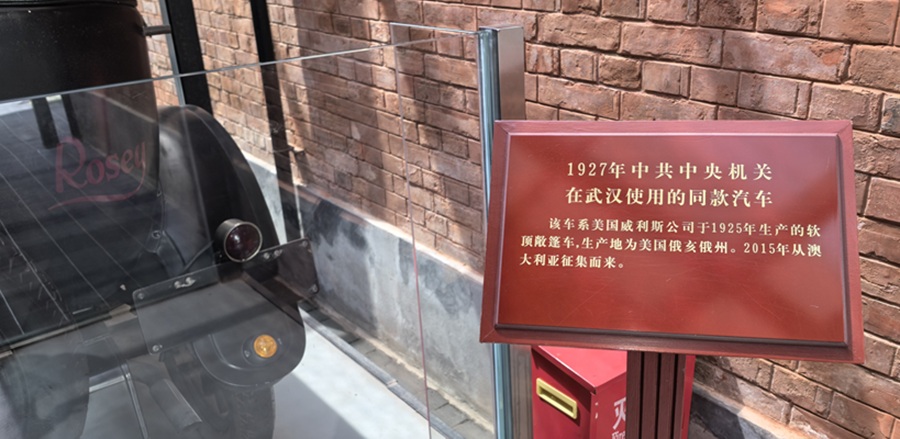 Rosey
1927年中共中央机关
在武汉使用的同款汽车
该车系美国威利斯公司于1925年生产的软
顶敞篷车,生产地为美国俄亥俄州。2015年从澳
大利亚征集而来。
灭